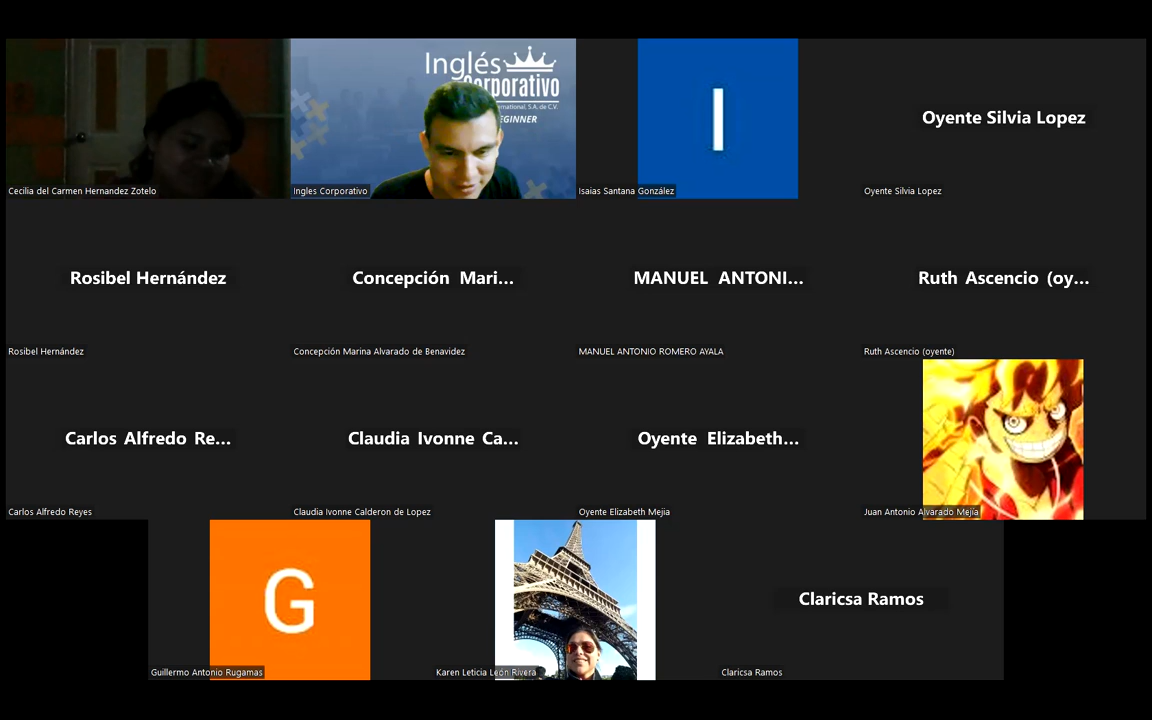 Inglés
Corporativo
ternational, S.A. de C.V.
EGINNER
Cecilia del Carmen Hernandez Zotelo
Ingles Corporativo
I
Isaias Santana González
Oyente Silvia Lopez
Oyente Silvia Lopez
Rosibel Hernández
Rosibel Hernández
Concepción Mari...
Concepción Marina Alvarado de Benavidez
MANUEL ANTONI...
MANUEL ANTONIO ROMERO AYALA
Ruth Ascencio (oy...
Ruth Ascencio (oyente)
Carlos Alfredo Re...
Carlos Alfredo Reyes
Claudia Ivonne Ca...
Claudia Ivonne Calderon de Lopez
Oyente Elizabeth...
Oyente Elizabeth Mejia
Juan Antonio Alvarado Mejía
G
Guillermo Antonio Rugamas
Karen Leticia León Rivera
Claricsa Ramos
Claricsa Ramos